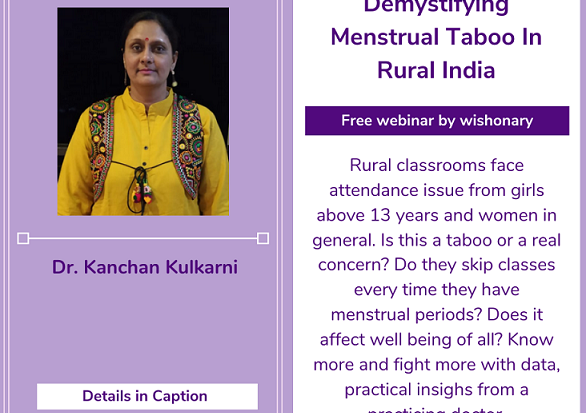 Dr. Kanchan Kulkarni
Details in Caption
Demystifying
Menstrual Taboo In
Rural India
Free webinar by wishonary
Rural classrooms face
attendance issue from girls
above 13 years and women in
general. Is this a taboo or a real
concern? Do they skip classes
every time they have
menstrual periods? Does it
affect well being of all? Know
more and fight more with data,
practical insighs from a
practicing doctor